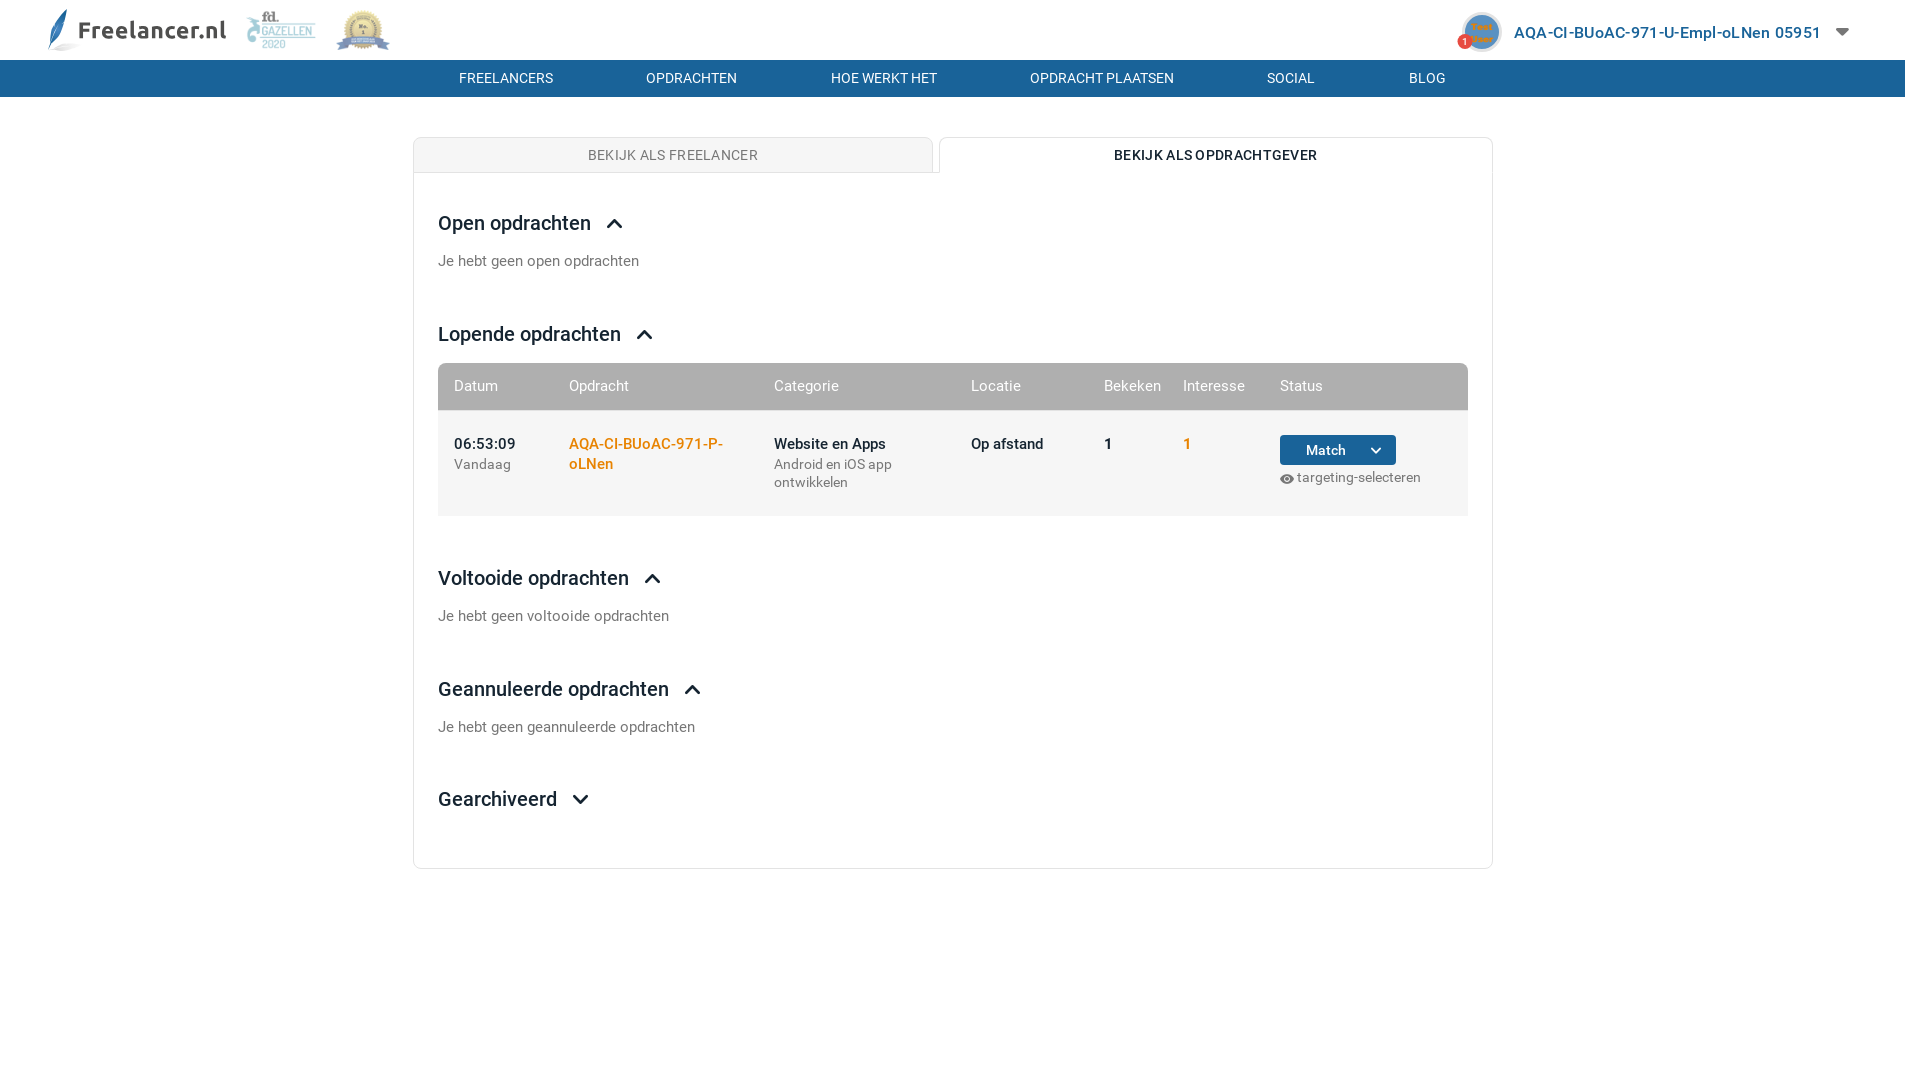 Freelancer.nl
fd.
GAZELLEN
2020
No.
1
1
AQA-CI-BUoAC-971-U-Empl-oLNen 05951
FREELANCERS OPDRACHTEN HOE WERKT HET OPDRACHT PLAATSEN SOCIAL BLOG
BEKIJK ALS FREELANCER BEKIJK ALS OPDRACHTGEVER
Open opdrachten
Je hebt geen open opdrachten
Lopende opdrachten
Datum Opdracht Categorie Locatie Bekeken Interesse Status
06:53:09 AQA-CI-BUoAC-971-P- Website en Apps Op afstand 1 1 Match
Vandaag oLNen Android en iOS app targeting-selecteren
ontwikkelen
Voltooide opdrachten
Je hebt geen voltooide opdrachten
Geannuleerde opdrachten
Je hebt geen geannuleerde opdrachten
Gearchiveerd